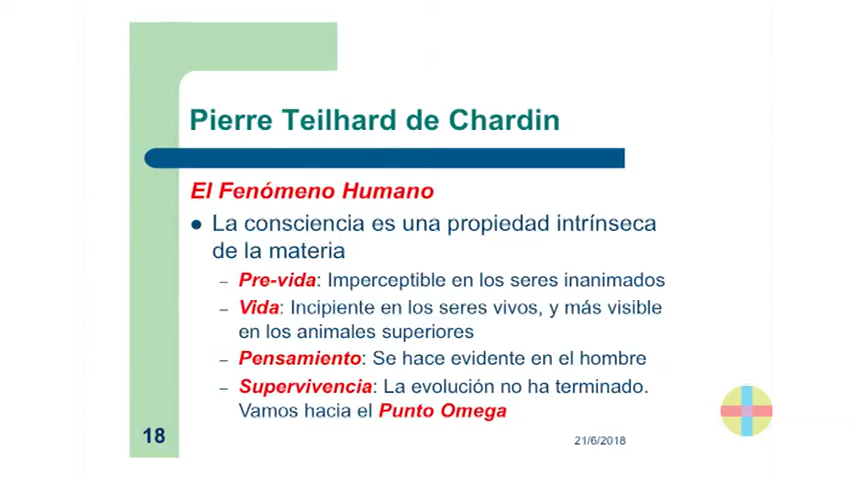 Pierre Teilhard de Chardin
El Fenómeno Humano
● La consciencia es una propiedad intrínseca
de la materia
– Pre-vida: Imperceptible en los seres inanimados
– Vida: Incipiente en los seres vivos, y más visible
en los animales superiores
– Pensamiento: Se hace evidente en el hombre
– Supervivencia: La evolución no ha terminado.
Vamos hacia el Punto Omega
18
21/6/2018